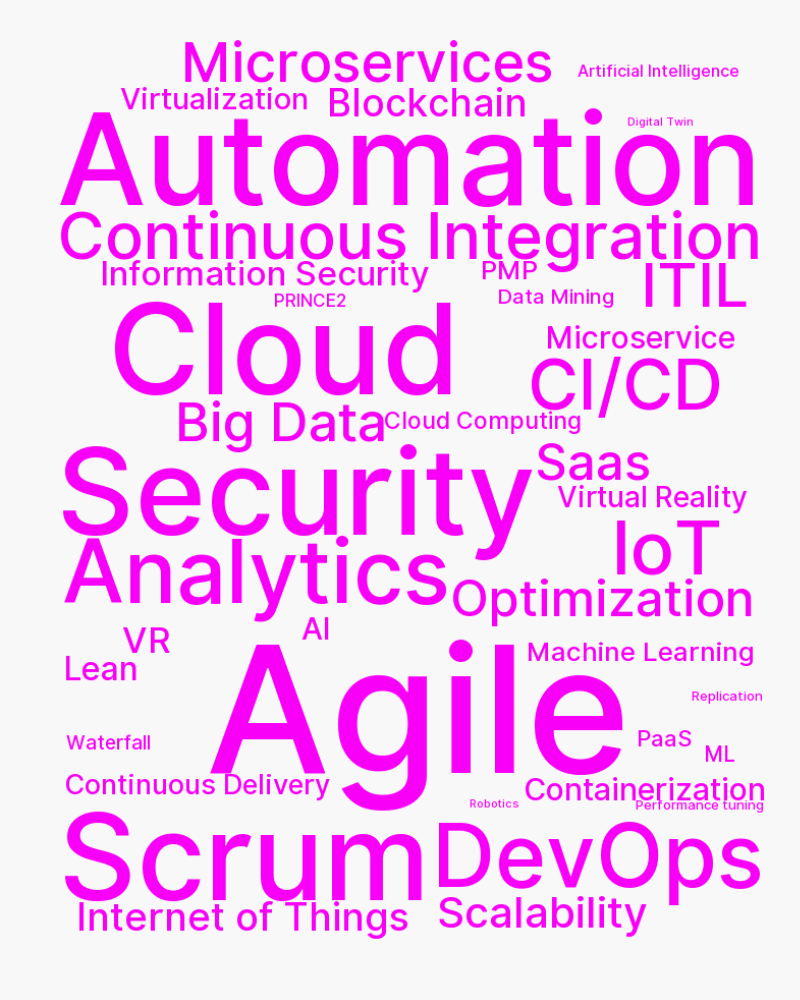 Microservices
Artificial Intelligence
Virtualization
Blockchain
Digital Twin
Automation
Continuous Integration
Information Security
PMP
ITIL
PRINCE2
Data Mining
Cloud
Microservice
CI/CD
Big Data
Cloud Computing
Security
Saas
Virtual Reality
IoT
Analytics
Optimization
VR
AI
Lean
Agile
Machine Learning
Replication
Waterfall
PaaS
ML
Continuous Delivery
Containerization
Robotics
Performance tuning
Scrum
DevOps
Internet of Things
Scalability